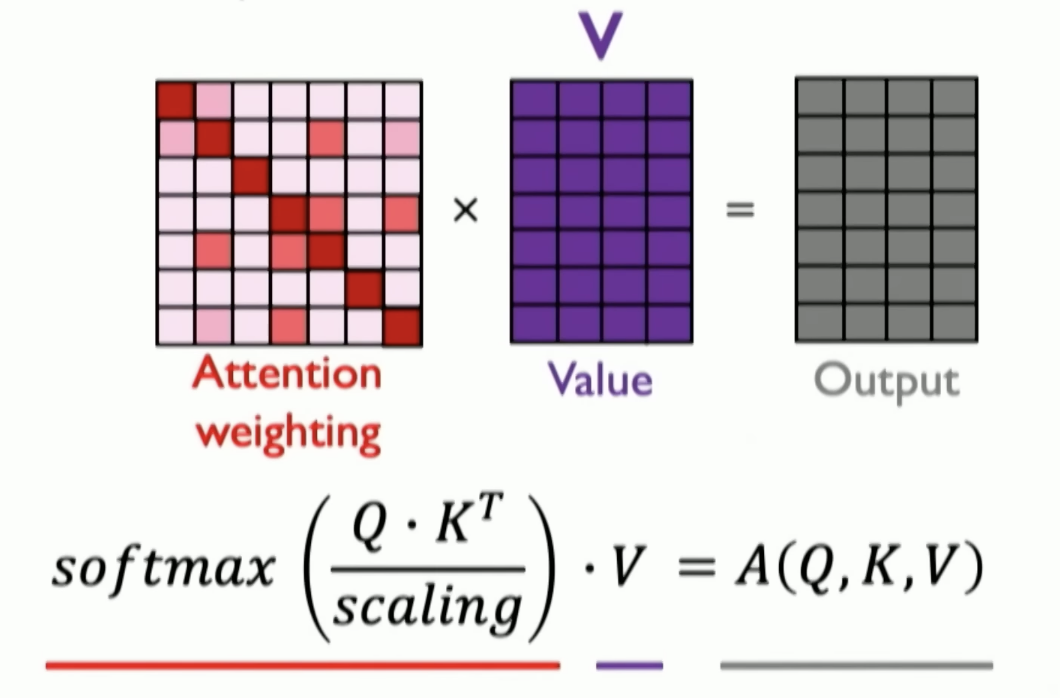 V
×
=
Attention
weighting
Value
Output
softmax (Q · K^T / scaling) · V = A(Q, K, V)